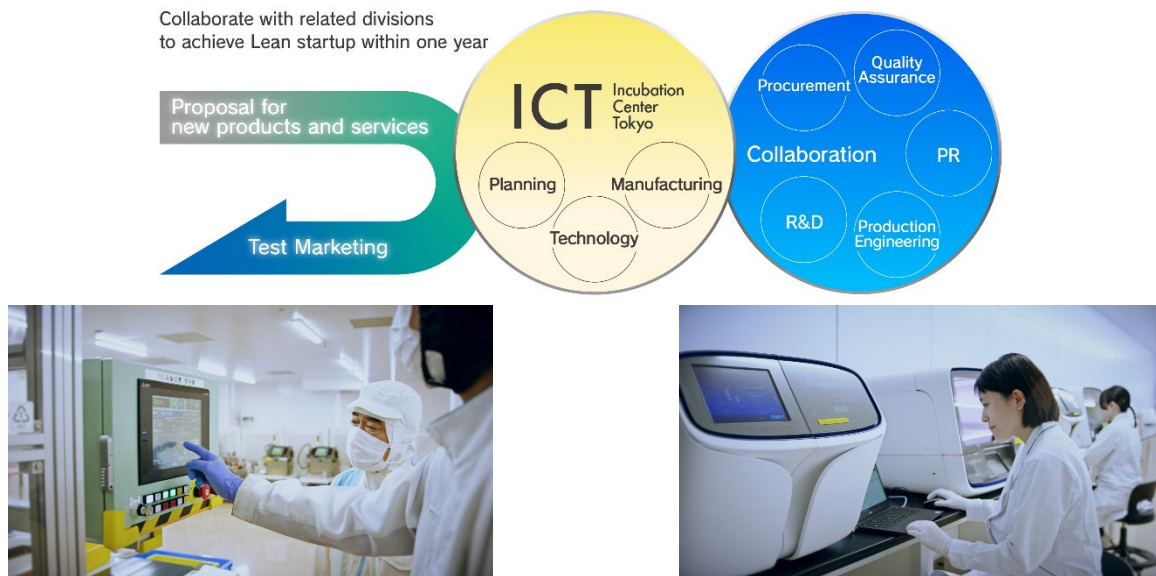 Collaborate with related divisions
to achieve Lean startup within one year
Proposal for
new products and services
Test Marketing
ICT
Incubation
Center
Tokyo
Planning
Manufacturing
Technology
Procurement
Quality
Assurance
Collaboration
PR
R&D
Production
Engineering